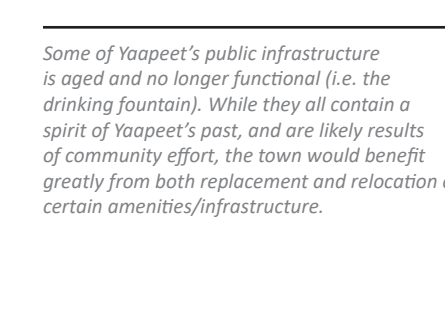 Some of Yaapeet’s public infrastructure
is aged and no longer functional (i.e. the
drinking fountain). While they all contain a
spirit of Yaapeet’s past, and are likely results
of community effort, the town would benefit
greatly from both replacement and relocation
certain amenities/infrastructure.